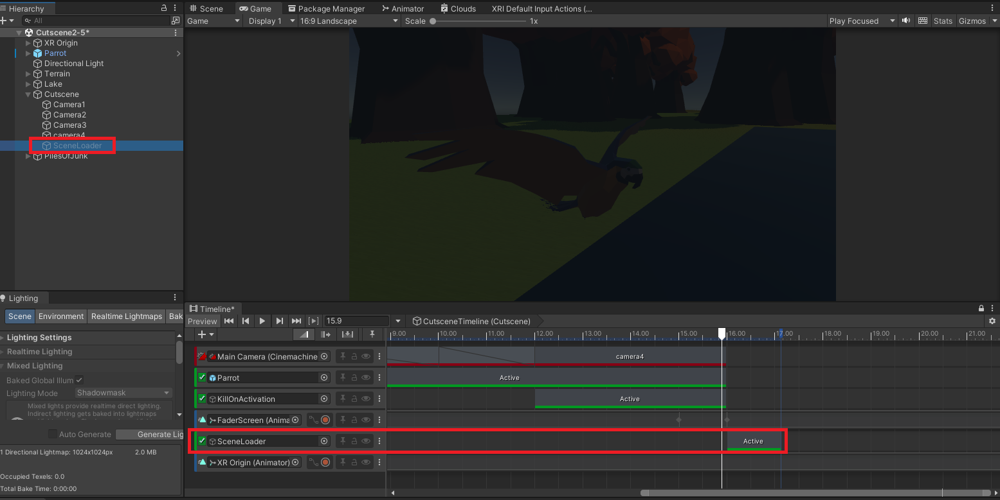 Hierarchy
Scene Game Package Manager Animator Clouds XRI Default Input Actions (...
All
Game Display 1 16:9 Landscape Scale 1x Play Focused Stats Gizmos
Cutscene2-5*
XR Origin
Parrot
Directional Light
Terrain
Lake
Cutscene
Camera1
Camera2
Camera3
camera4
SceneLoader
PilesOfJunk
Lighting
Scene Environment Realtime Lightmaps Bak
Lighting Settings
Realtime Lighting
Mixed Lighting
Baked Global Illum
Lighting Mode Shadowmask
Mixed lights provide realtime direct lighting.
Indirect lighting gets baked into lightmaps
Auto Generate Generate Lig
1 Directional Lightmap: 1024x1024px 2.0 MB
Occupied Texels: 0.0
Total Bake Time: 0:00:00
Timeline*
Preview 15.9 CutsceneTimeline (Cutscene)
9.00 10.00 11.00 12.00 13.00 14.00 15.00 16.00 17.00 18.00 19.00 20.00 21.00
Main Camera (Cinemachine camera4
Parrot Active
KillOnActivation Active
FaderScreen (Anima
SceneLoader Active
XR Origin (Animator)